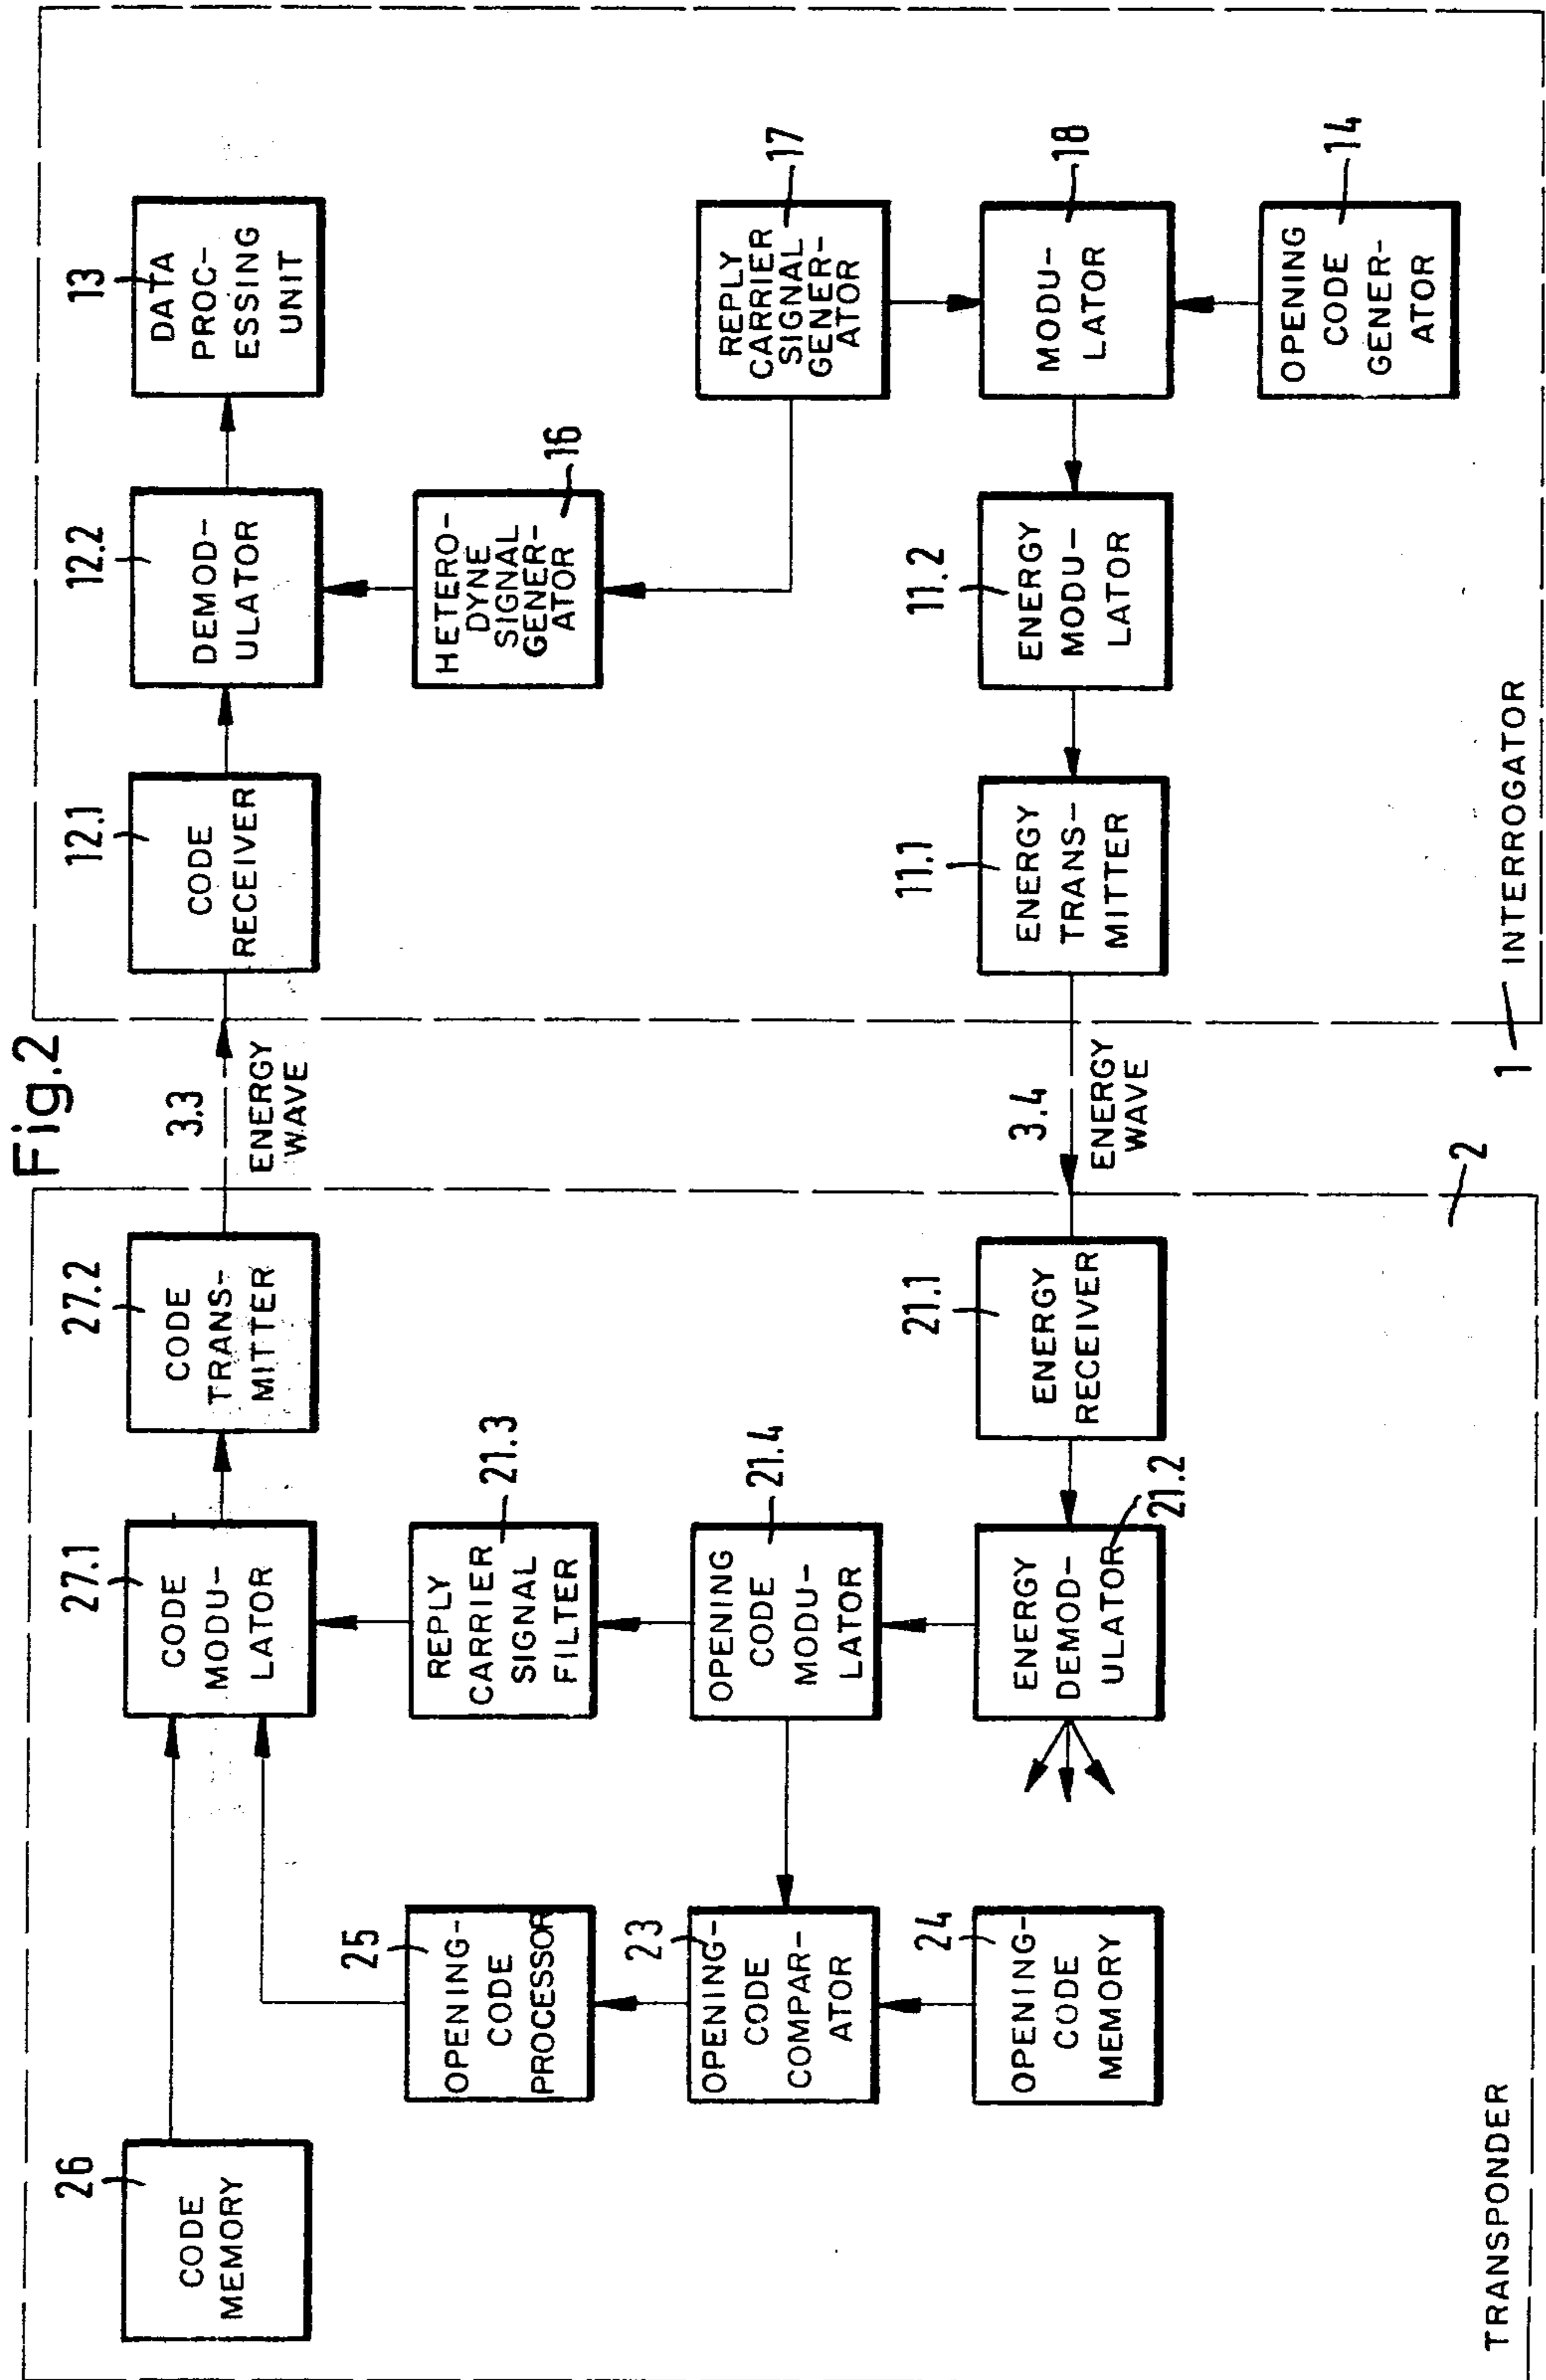 Fig.2
26
CODE
MEMORY
27.1
CODE
MODU-
LATOR
27.2
CODE
TRANS-
MITTER
3.3
ENERGY
WAVE
12.1
CODE
RECEIVER
12.2
DEMOD-
ULATOR
13
DATA
PROC-
ESSING
UNIT
25
OPENING-
CODE
PROCESSOR
21.3
REPLY
CARRIER
SIGNAL
FILTER
16
HETERO-
DYNE
SIGNAL
GENER-
ATOR
23
OPENING-
CODE
COMPAR-
ATOR
21.4
OPENING
CODE
MODU-
LATOR
17
REPLY
CARRIER
SIGNAL
GENER-
ATOR
24
OPENING-
CODE
MEMORY
21.2
ENERGY
DEMOD-
ULATOR
21.1
ENERGY
RECEIVER
3.4
ENERGY
WAVE
11.1
ENERGY
TRANS-
MITTER
11.2
ENERGY
MODU-
LATOR
18
MODU-
LATOR
14
OPENING
CODE
GENER-
ATOR
TRANSPONDER
2
1
INTERROGATOR